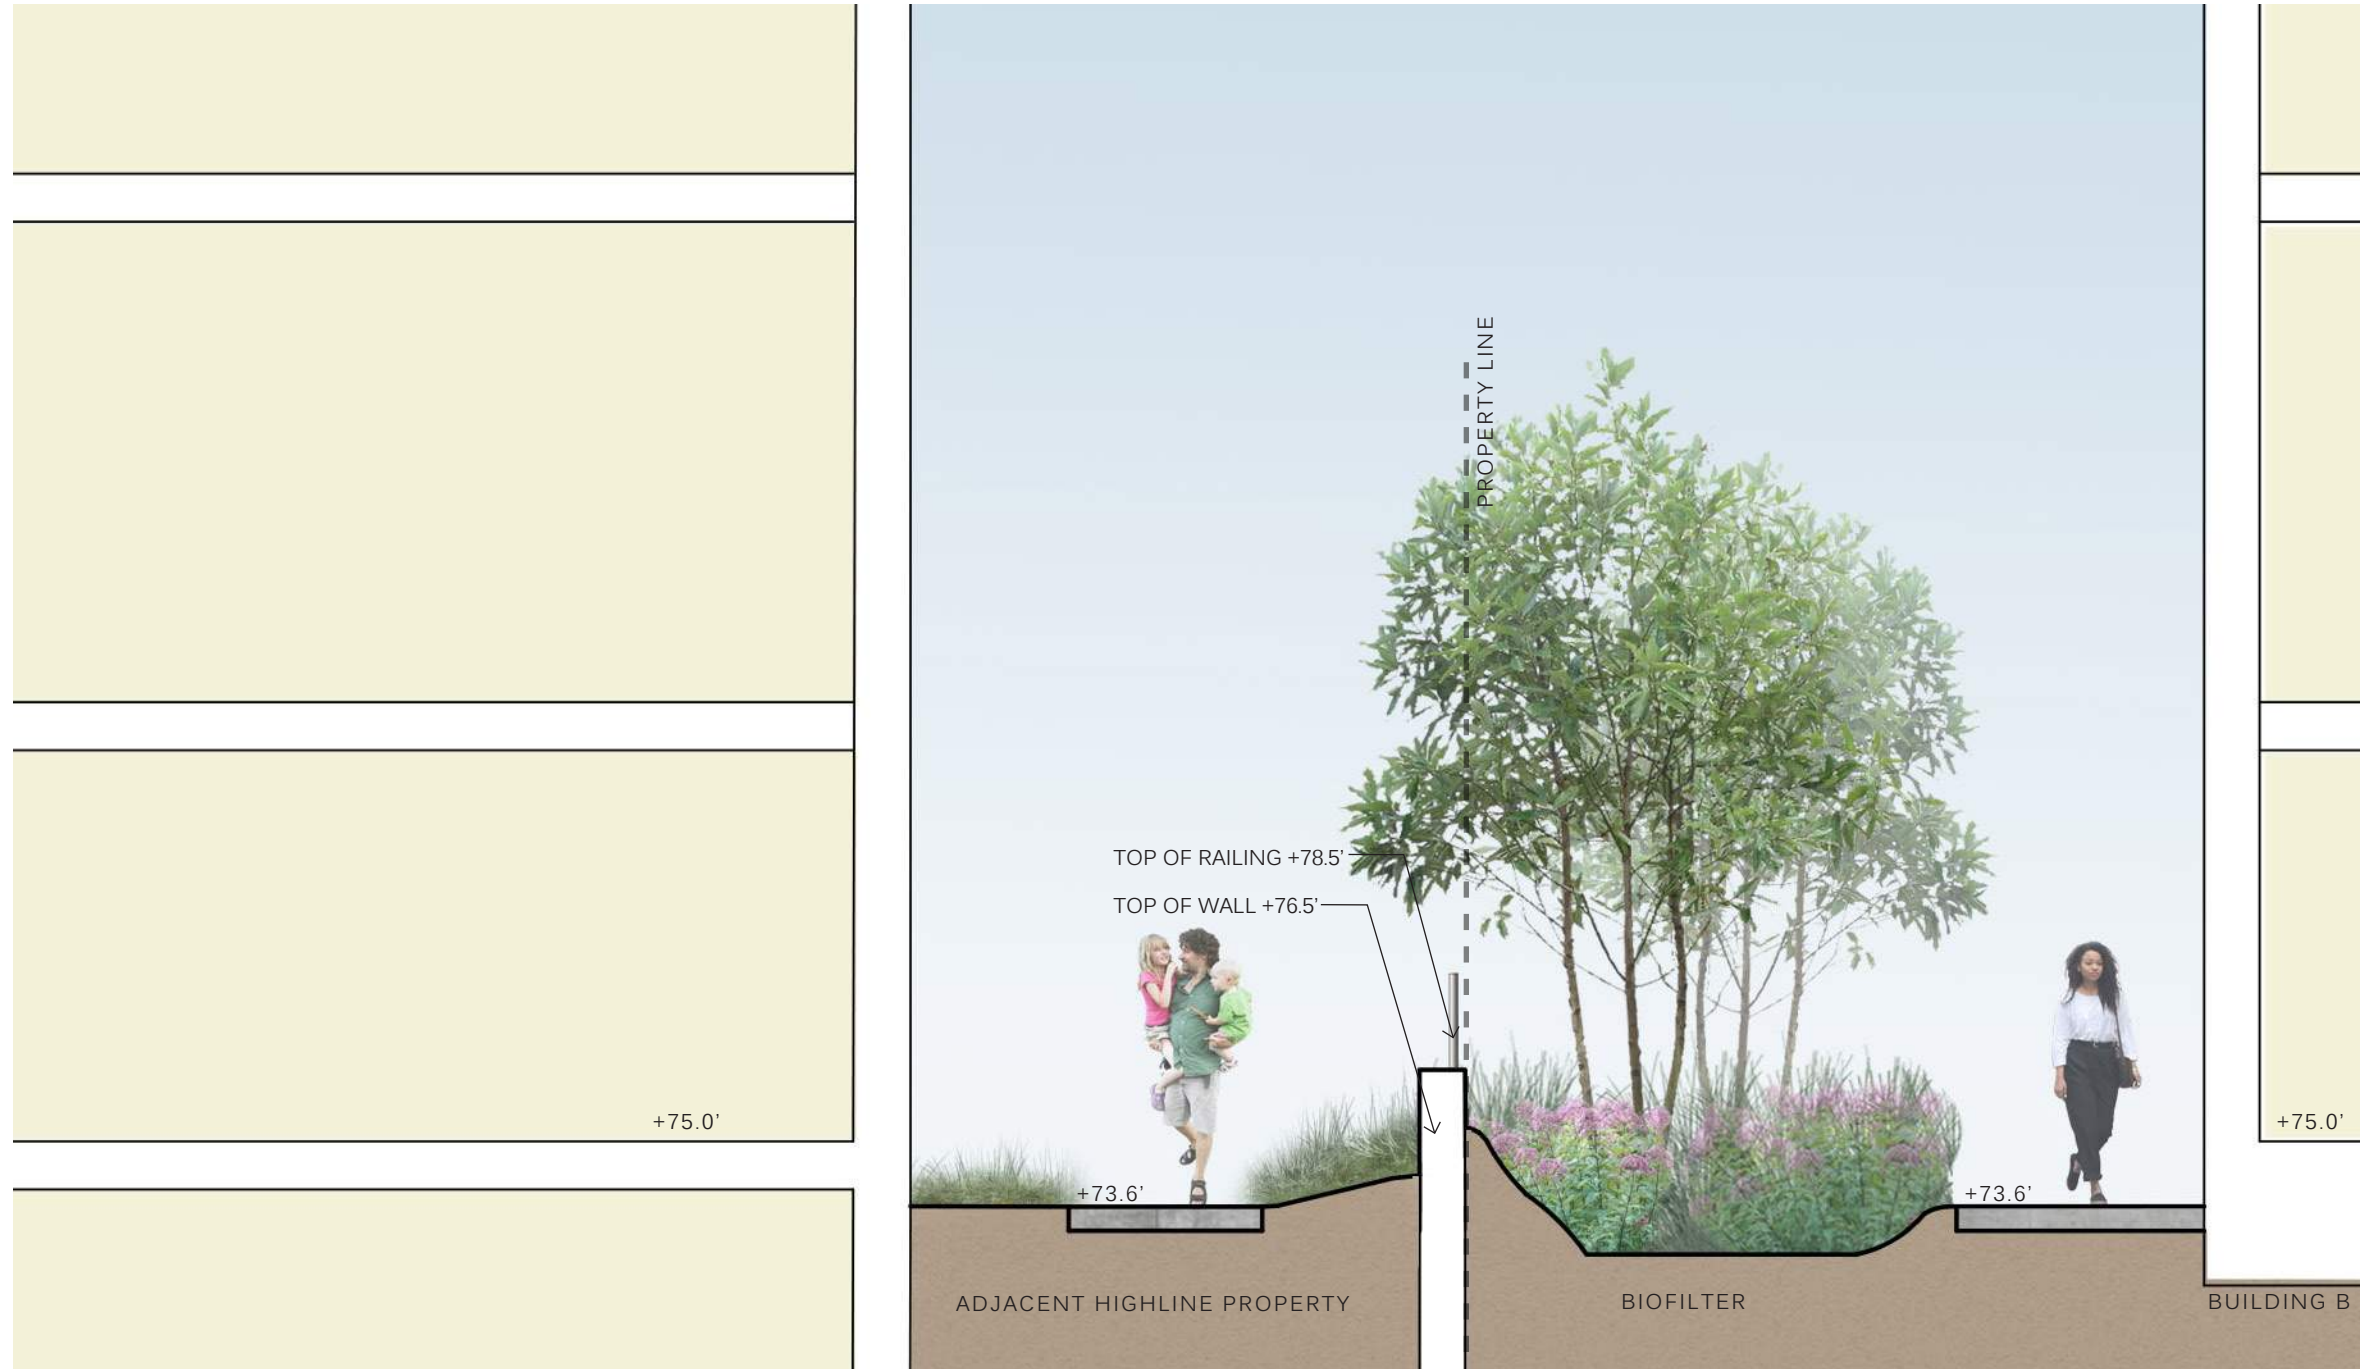 PROPERTY LINE
TOP OF RAILING +78.5’
TOP OF WALL +76.5’
+75.0’
+75.0’
+73.6’
+73.6’
ADJACENT HIGHLINE PROPERTY
BIOFILTER
BUILDING B